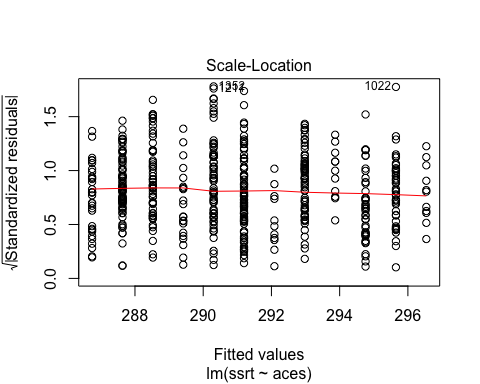 Scale-Location
1022
√|Standardized residuals|
0.0 0.5 1.0 1.5
288 290 292 294 296
Fitted values
lm(ssrt ~ aces)